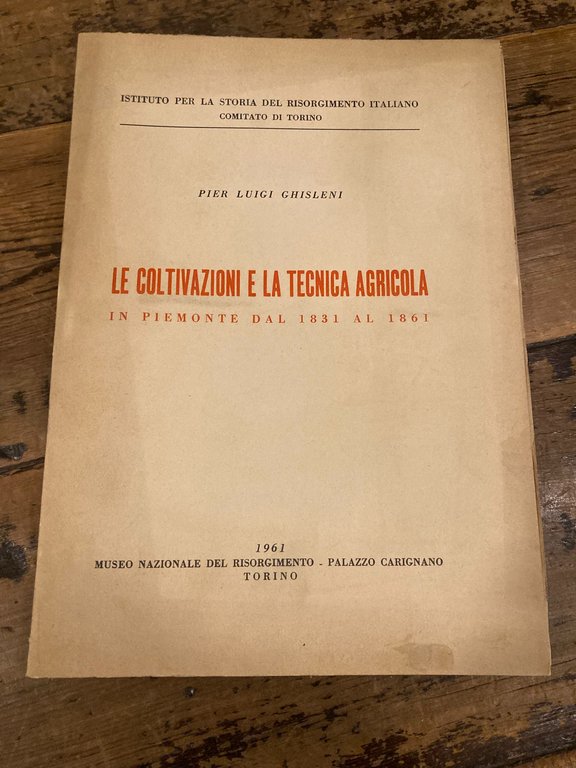 ISTITUTO PER LA STORIA DEL RISORGIMENTO ITALIANO
COMITATO DI TORINO
PIER LUIGI GHISLENI
LE COLTIVAZIONI E LA TECNICA AGRICOLA
IN PIEMONTE DAL 1831 AL 1861
1961
MUSEO NAZIONALE DEL RISORGIMENTO - PALAZZO CARIGNANO
TORINO